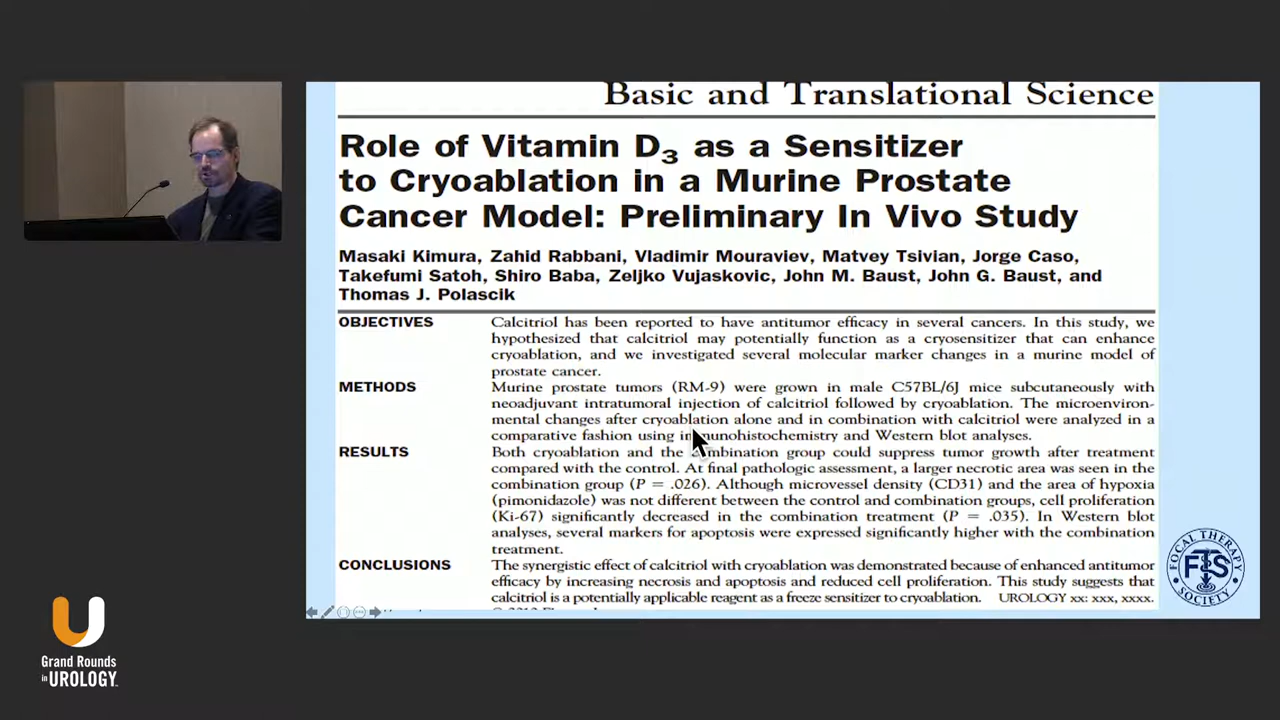 Basic and Translational Science
Role of Vitamin D₃ as a Sensitizer
to Cryoablation in a Murine Prostate
Cancer Model: Preliminary In Vivo Study
Masaki Kimura, Zahid Rabbani, Vladimir Mouraviev, Matvey Tsivian, Jorge Caso,
Takefumi Satoh, Shiro Baba, Zeljko Vujaskovic, John M. Baust, John G. Baust, and
Thomas J. Polascik
OBJECTIVES Calcitriol has been reported to have antitumor efficacy in several cancers. In this study, we
hypothesized that calcitriol may potentially function as a cryosensitizer that can enhance
cryoablation, and we investigated several molecular marker changes in a murine model of
prostate cancer.
METHODS Murine prostate tumors (RM-9) were grown in male C57BL/6J mice subcutaneously with
neoadjuvant intratumoral injection of calcitriol followed by cryoablation. The microenviron-
mental changes after cryoablation alone and in combination with calcitriol were analyzed in a
comparative fashion using immunohistochemistry and Western blot analyses.
RESULTS Both cryoablation and the combination group could suppress tumor growth after treatment
compared with the control. At final pathologic assessment, a larger necrotic area was seen in the
combination group (P = .026). Although microvessel density (CD31) and the area of hypoxia
(pimonidazole) was not different between the control and combination groups, cell proliferation
(Ki-67) significantly decreased in the combination treatment (P = .035). In Western blot
analyses, several markers for apoptosis were expressed significantly higher with the combination
treatment.
CONCLUSIONS The synergistic effect of calcitriol with cryoablation was demonstrated because of enhanced antitumor
efficacy by increasing necrosis and apoptosis and reduced cell proliferation. This study suggests that
calcitriol is a potentially applicable reagent as a freeze sensitizer to cryoablation. UROLOGY xx: xxx, xxxx.
FOCAL THERAPY
FTS
SOCIETY
Grand Rounds
in UROLOGY